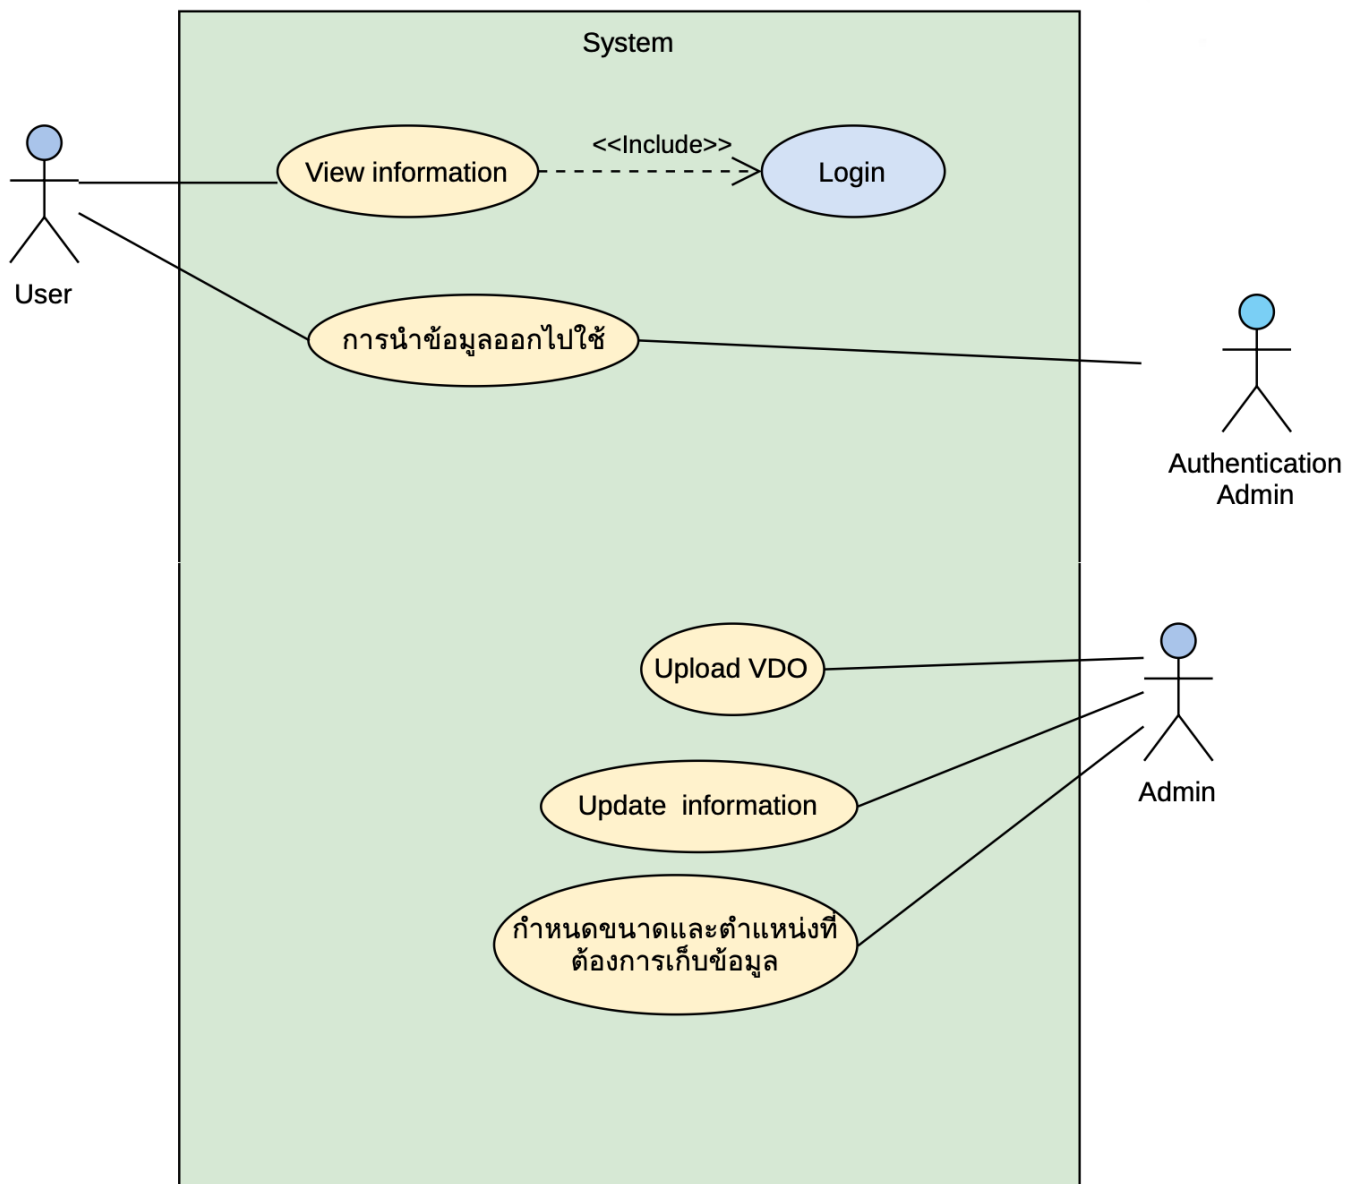 System
<<Include>>
View information
Login
User
การนำข้อมูลออกไปใช้
Authentication
Admin
Upload VDO
Update  information
Admin
กำหนดขนาดและตำแหน่งที่
ต้องการเก็บข้อมูล